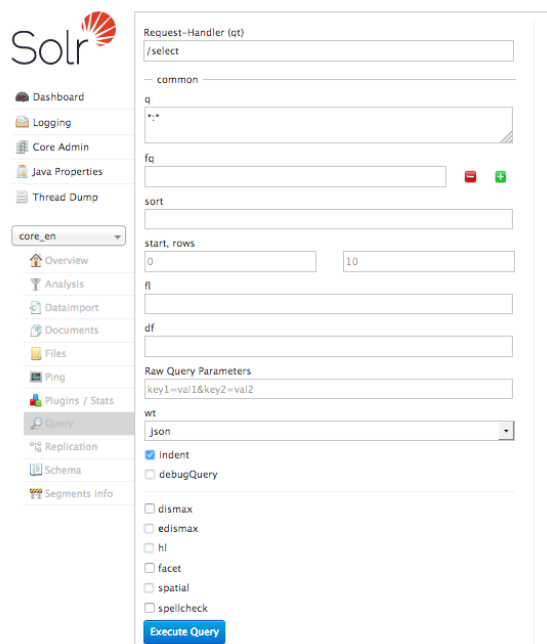 Solr
Dashboard
Logging
Core Admin
Java Properties
Thread Dump
core_en
Overview
Analysis
Dataimport
Documents
Files
Ping
Plugins / Stats
Query
Replication
Schema
Segments info
Request-Handler (qt)
/select
common
q
*:*
fq
sort
start, rows
0 10
fl
df
Raw Query Parameters
key1=val1&key2=val2
wt
json
indent
debugQuery
dismax
edismax
hl
facet
spatial
spellcheck
Execute Query